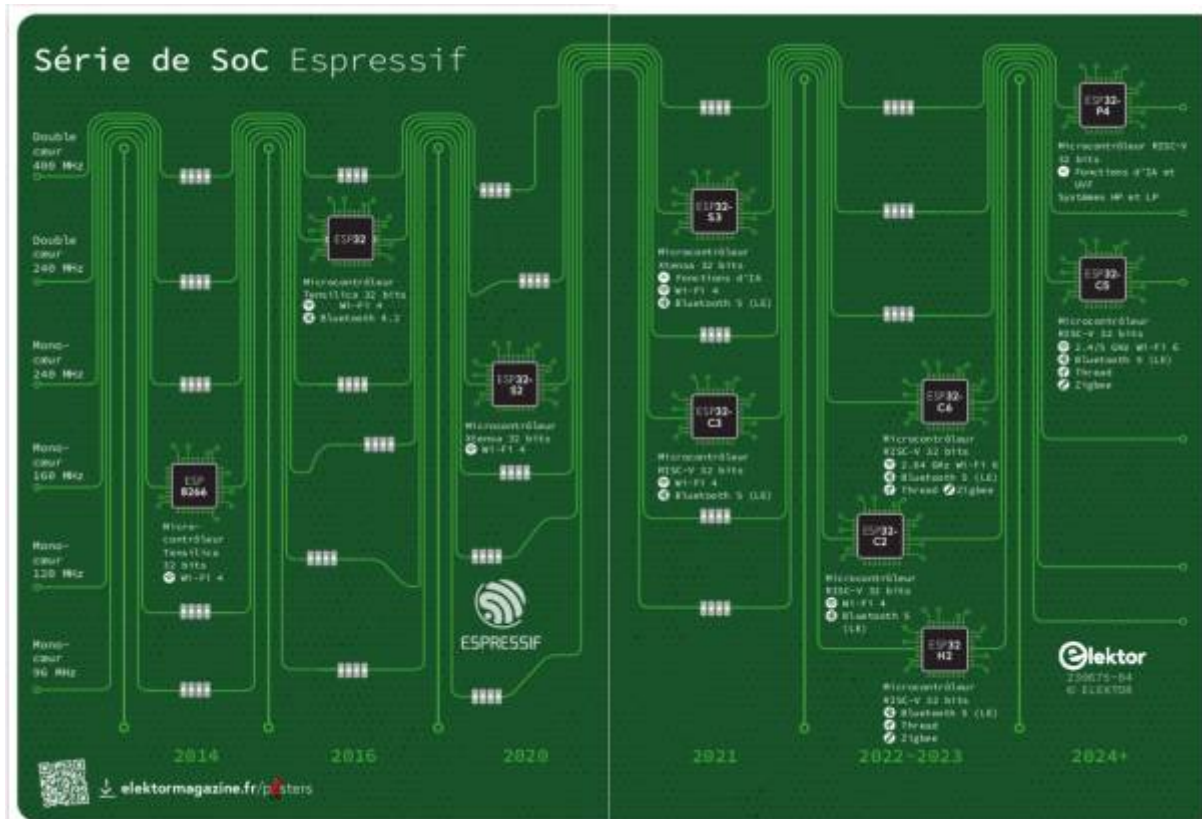 Série de SoC Espressif
Double
cœur
400 MHz
Double
cœur
240 MHz
Mono-
cœur
240 MHz
Mono-
cœur
160 MHz
Mono-
cœur
120 MHz
Mono-
cœur
96 MHz
ESP
8266
Micro-
contrôleur
Tensilica
32 bits
Wi-Fi 4
2014
ESP32
Microcontrôleur
Tensilica 32 bits
Wi-Fi 4
Bluetooth 4.2
2016
ESP32-
S2
Microcontrôleur
Xtensa 32 bits
Wi-Fi 4
ESPRESSIF
2020
ESP32-
S3
Microcontrôleur
Xtensa 32 bits
Fonctions d'IA
Wi-Fi 4
Bluetooth 5 (LE)
ESP32-
C3
Microcontrôleur
RISC-V 32 bits
Wi-Fi 4
Bluetooth 5 (LE)
2021
ESP32-
C6
Microcontrôleur
RISC-V 32 bits
GHz Wi-Fi 6
Bluetooth 5 (LE)
Thread Zigbee
ESP32-
C2
Microcontrôleur
RISC-V 32 bits
Wi-Fi 4
Bluetooth 5
(LE)
ESP32
H2
Microcontrôleur
RISC-V 32 bits
Bluetooth 5 (LE)
Thread
Zigbee
2022-2023
ESP32-
P4
Microcontrôleur RISC-V
32 bits
Fonctions d'IA et
Systèmes HP et LP
ESP32-
C5
Microcontrôleur
RISC-V 32 bits
2.4/5 GHz Wi-Fi 6
Bluetooth 5 (LE)
Thread
Zigbee
elektor
© ELEKTOR
2024+
elektormagazine.fr/posters